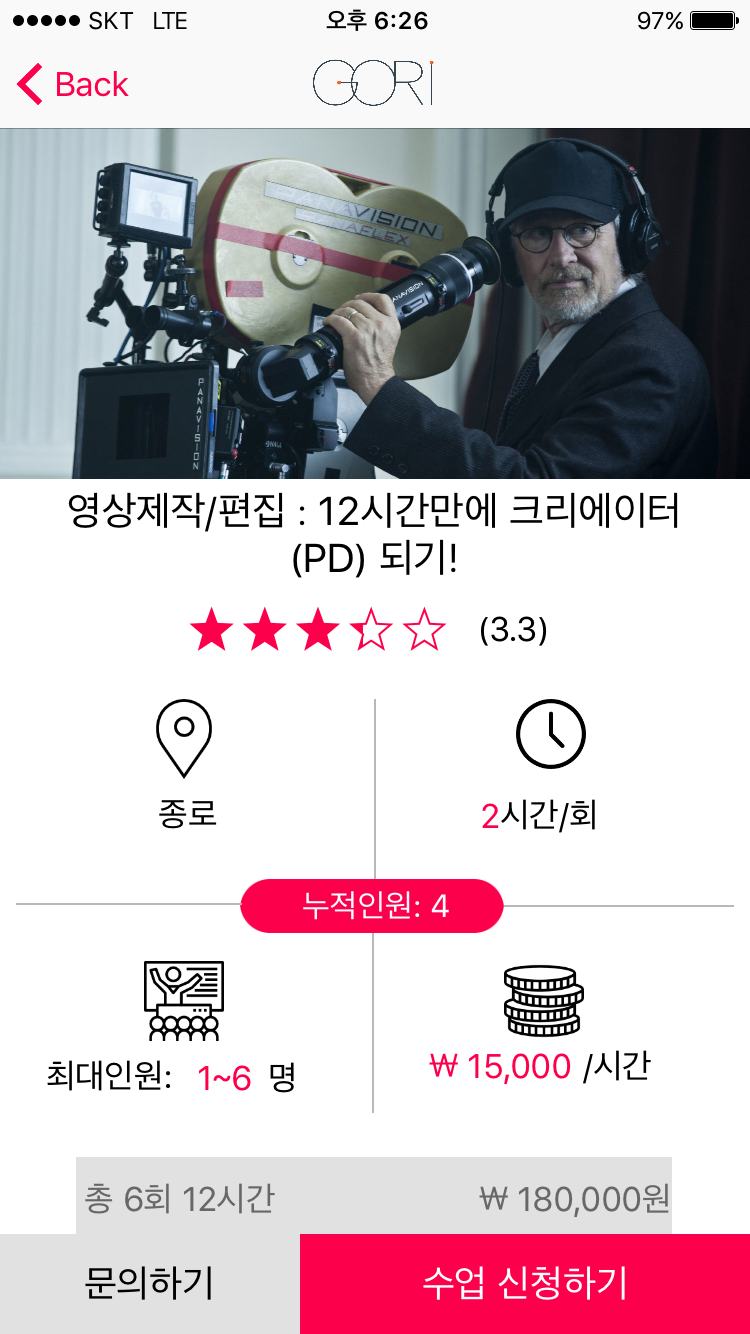 SKT LTE 오후 6:26 97%
Back GORI
PANAVISION
PANAFLEX
PANAVISION
PANAVISION
영상제작/편집 : 12시간만에 크리에이터
(PD) 되기!
(3.3)
종로 2시간/회
누적인원: 4
최대인원: 1~6 명 ₩ 15,000 /시간
총 6회 12시간 ₩ 180,000원
문의하기 수업 신청하기